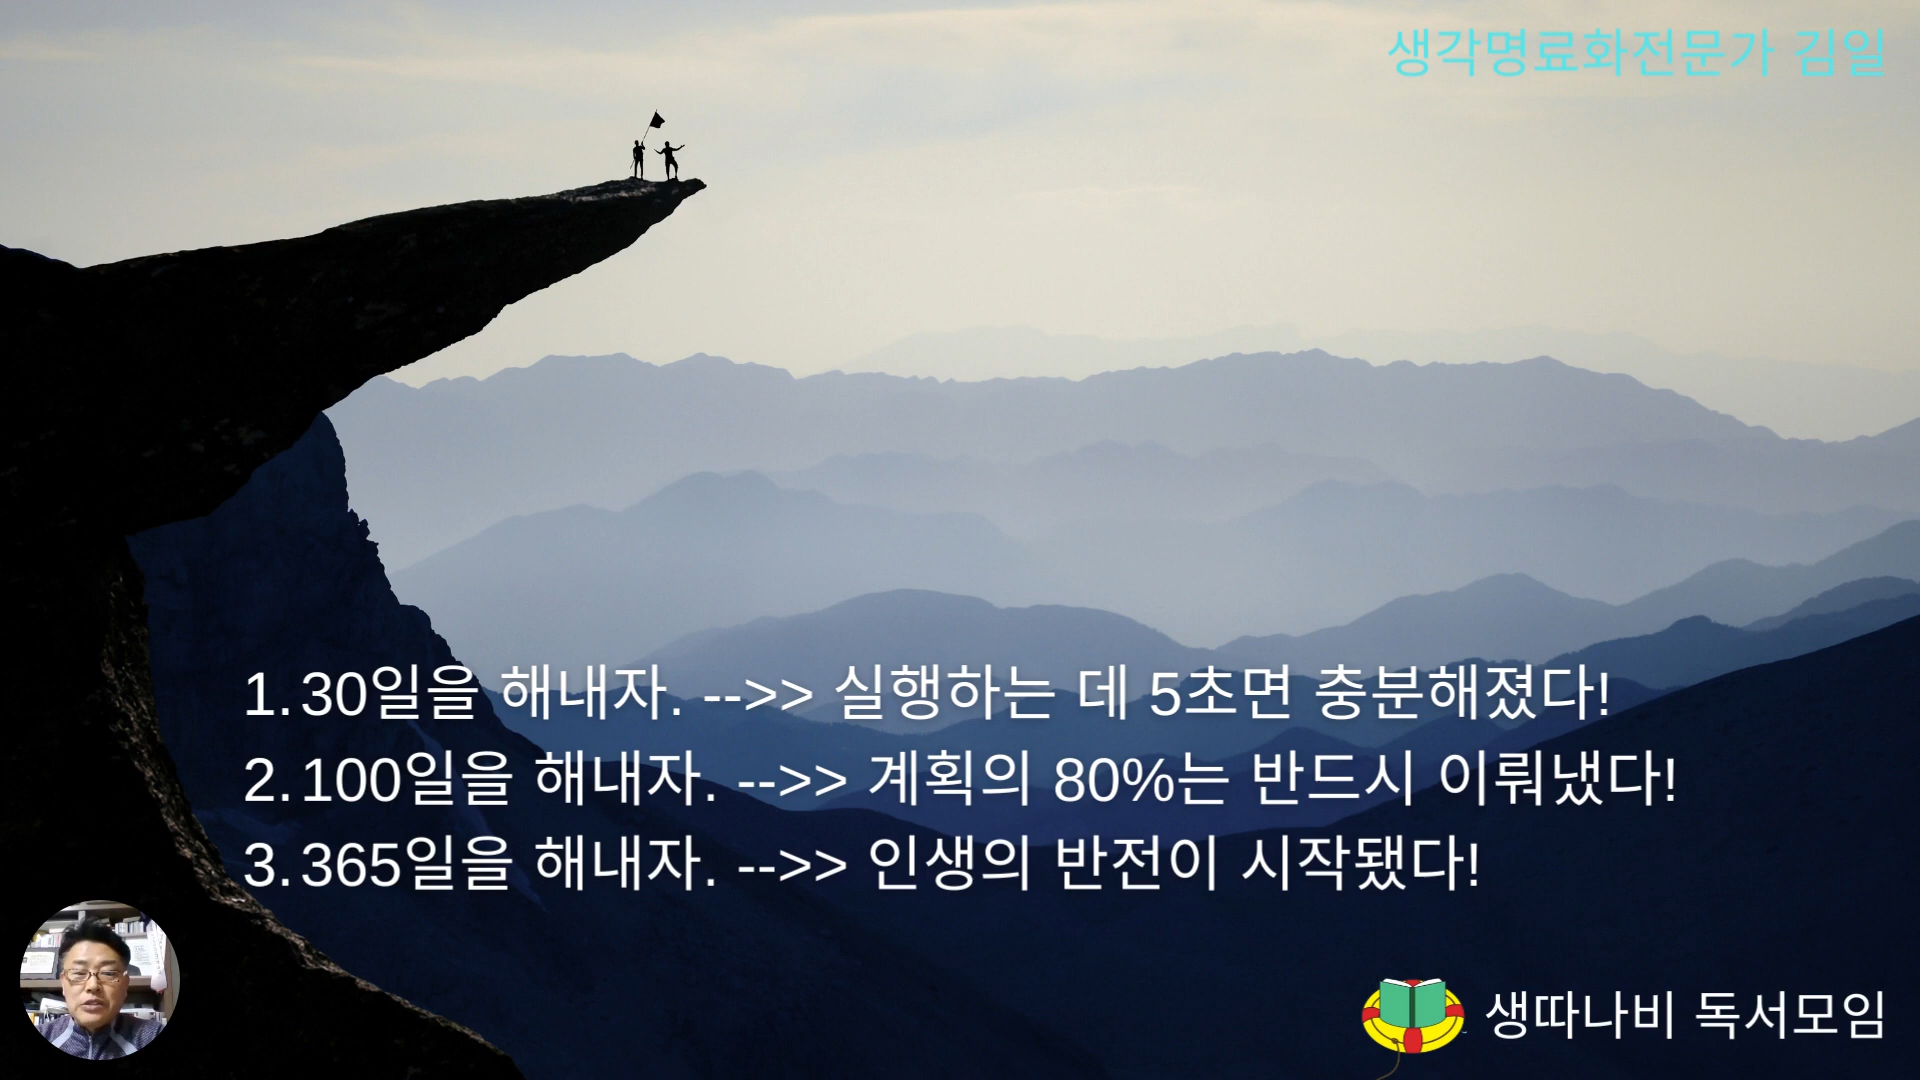 생각명료화전문가 김일
1. 30일을 해내자. -->> 실행하는 데 5초면 충분해졌다!
2. 100일을 해내자. -->> 계획의 80%는 반드시 이뤄냈다!
3. 365일을 해내자. -->> 인생의 반전이 시작됐다!
생따나비 독서모임